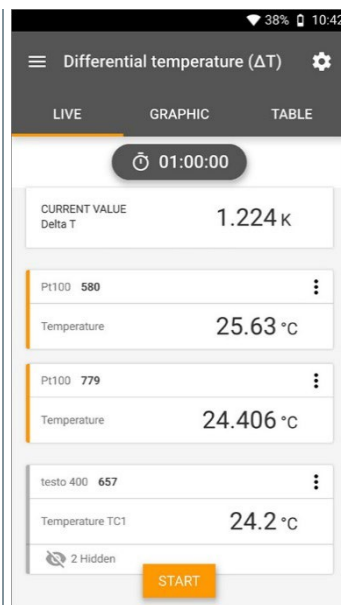 38% 10:42
Differential temperature (ΔT)
LIVE GRAPHIC TABLE
01:00:00
CURRENT VALUE
Delta T
1.224 K
Pt100 580
Temperature 25.63 °C
Pt100 779
Temperature 24.406 °C
testo 400 657
Temperature TC1 24.2 °C
2 Hidden
START